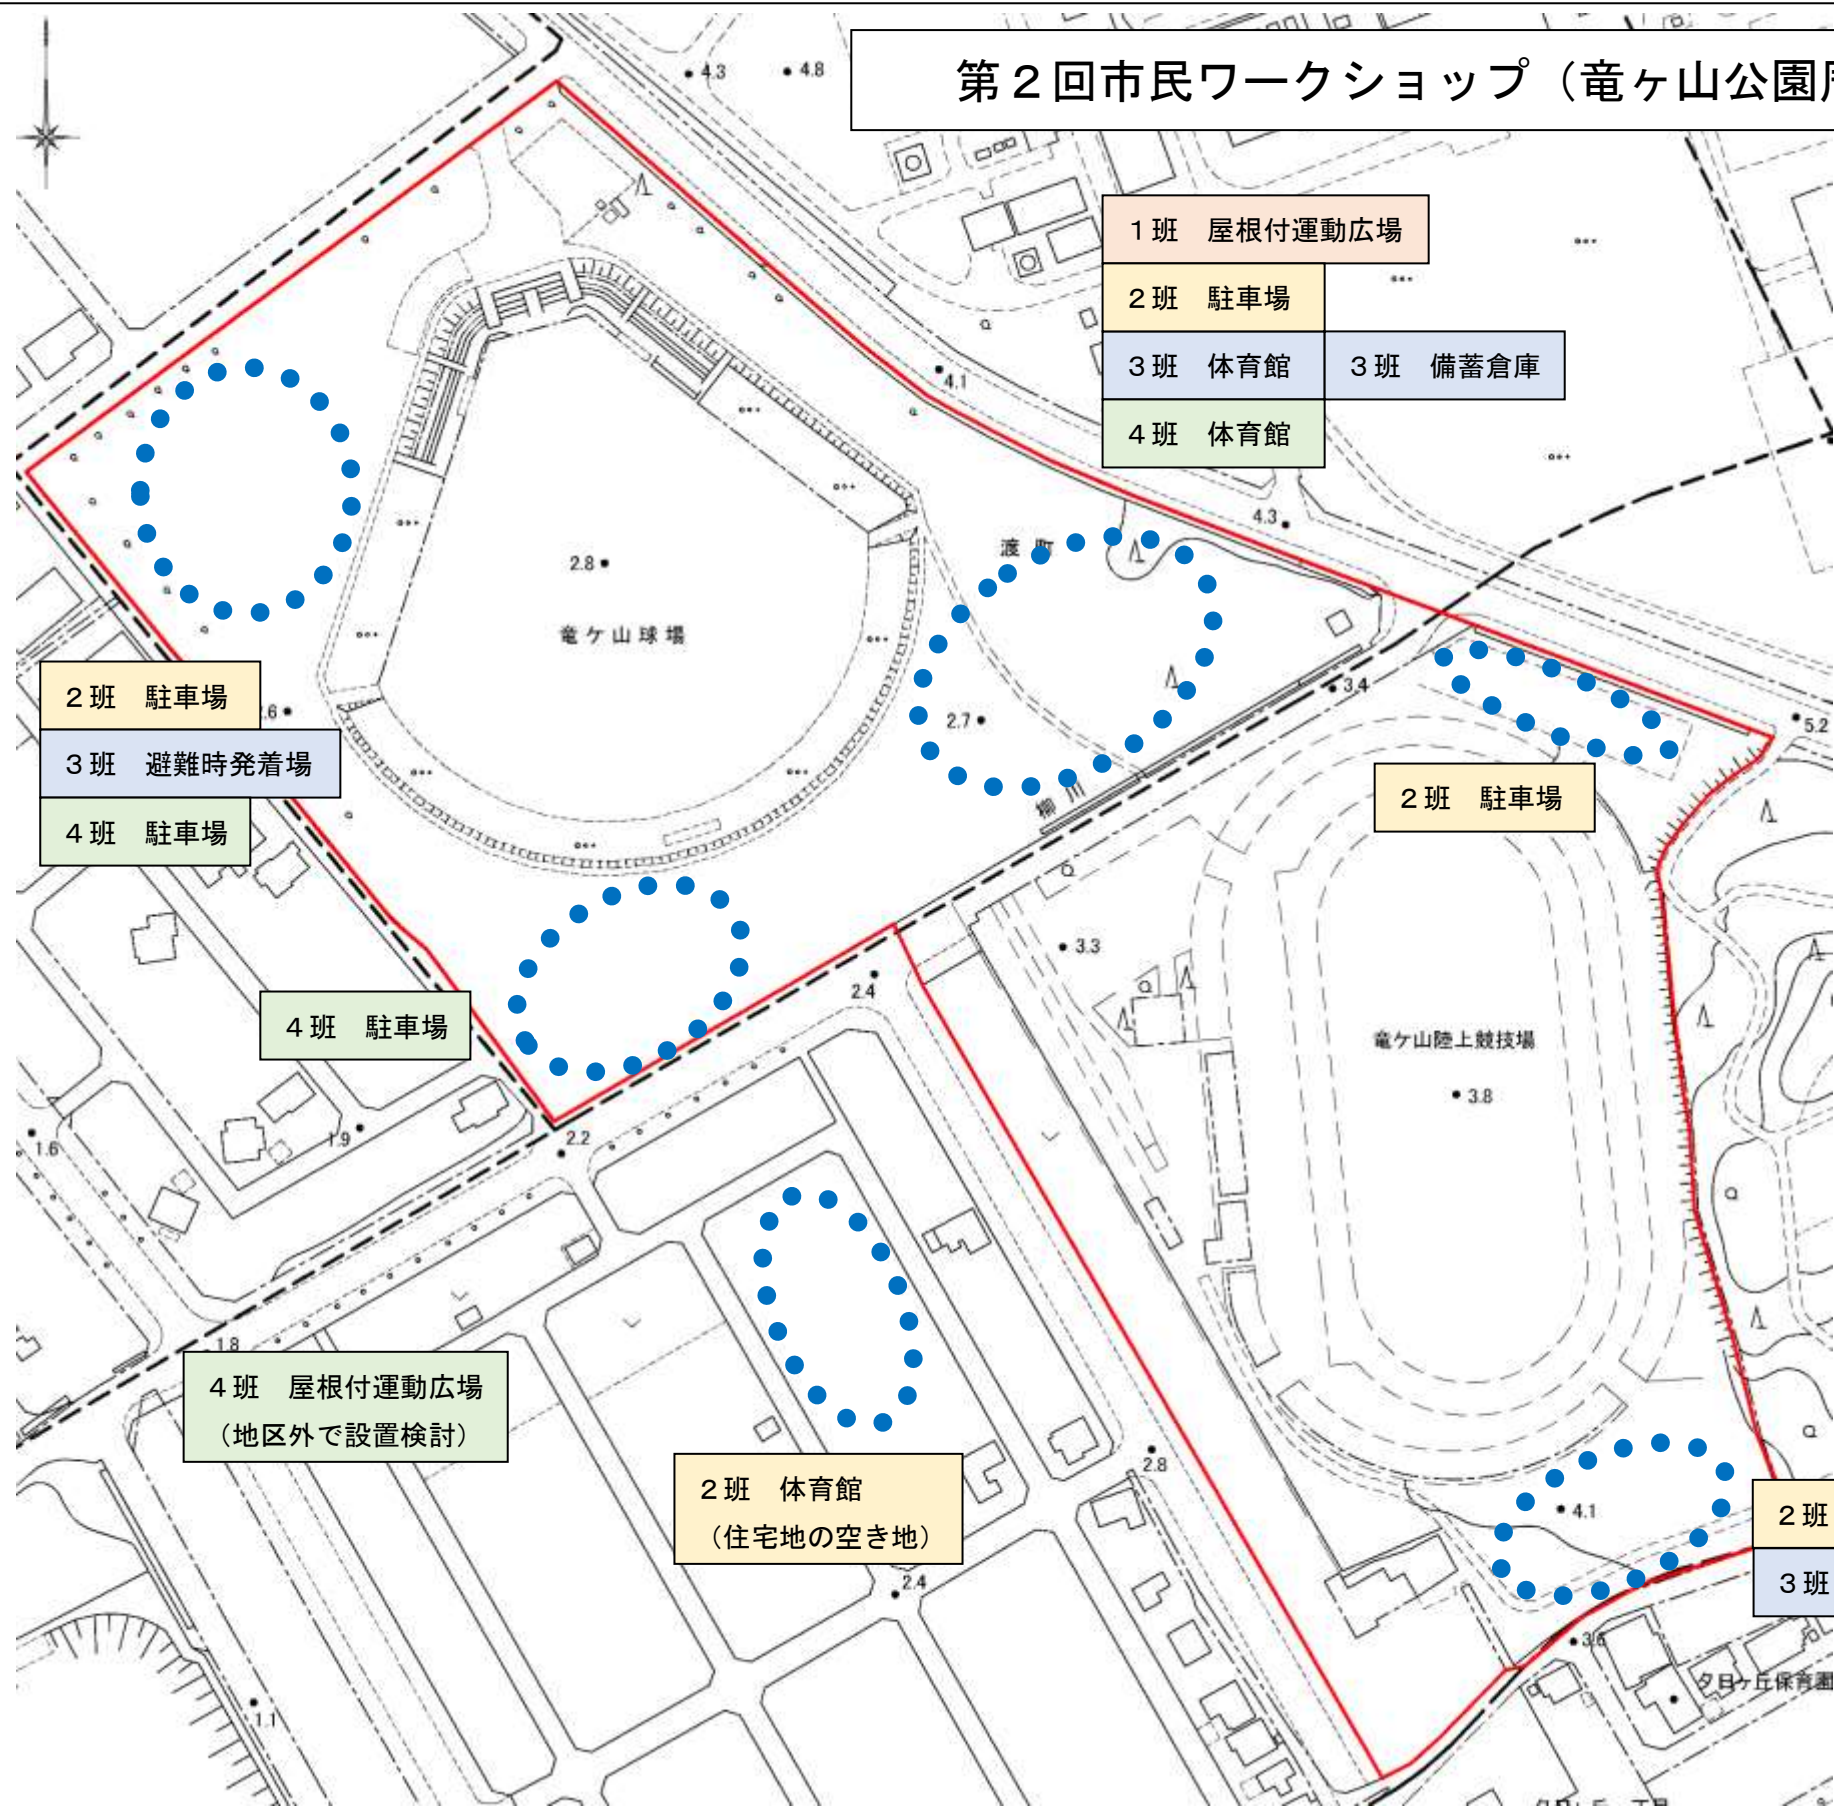 第２回市民ワークショップ（竜ヶ山公園
4.3
4.8
１班　屋根付運動広場
２班　駐車場
３班　体育館
３班　備蓄倉庫
４班　体育館
4.1
4.3
渡町
2.8
竜ケ山球場
２班　駐車場
３班　避難時発着場
４班　駐車場
2.7
3.4
5.2
柳川
２班　駐車場
3.3
2.4
４班　駐車場
竜ケ山陸上競技場
3.8
1.6
1.9
2.2
1.8
４班　屋根付運動広場
（地区外で設置検討）
２班　体育館
（住宅地の空き地）
2.8
4.1
２班
３班
2.4
3.6
夕日ヶ丘保育園
1.1